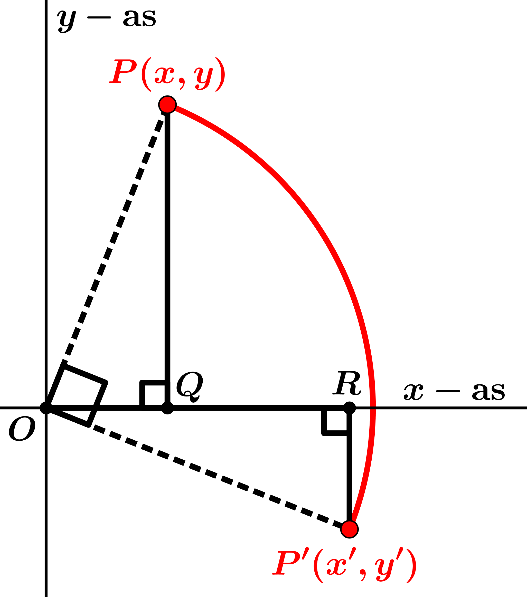 y – as
P(x, y)
Q
R
x – as
O
P′(x′, y′)